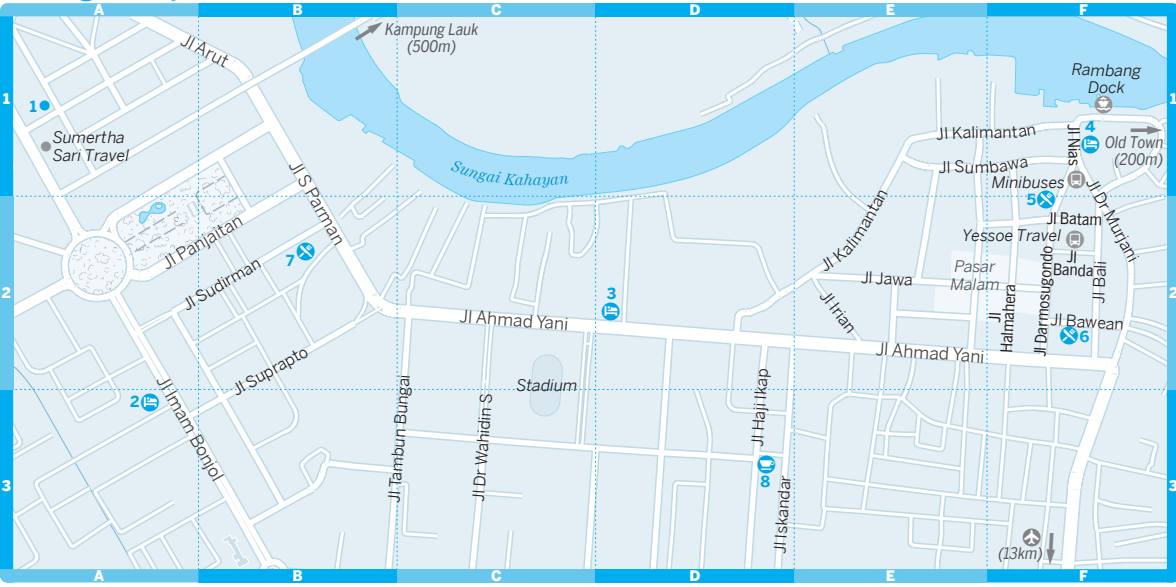 A
B
C
D
E
F
1
Jl Arut
Kampung Lauk
(500m)
Rambang
Dock
1
1
Sumertha
Sari Travel
Jl Kalimantan
Jl Nias
4
Old Town
(200m)
Sungai Kahayan
Jl Sumbawa
Minibuses
5
Jl S Parman
Jl Dr Murjani
Jl Kalimantan
Jl Batam
Yessoe Travel
Jl Panjaitan
7
Jl
Banda
Jl Bali
Jl Sudirman
Jl Jawa
Pasar
Malam
2
2
3
Jl Irian
Jl
Halmahera
Jl Darmosugondo
Jl Bawean
6
Jl Ahmad Yani
Jl Ahmad Yani
Jl Suprapto
Stadium
2
Jl Imam Bonjol
Jl Tambun Bungai
Jl Dr Wahidin S
Jl Haji Ikap
8
Jl Iskandar
3
3
(13km)
A
B
C
D
E
F